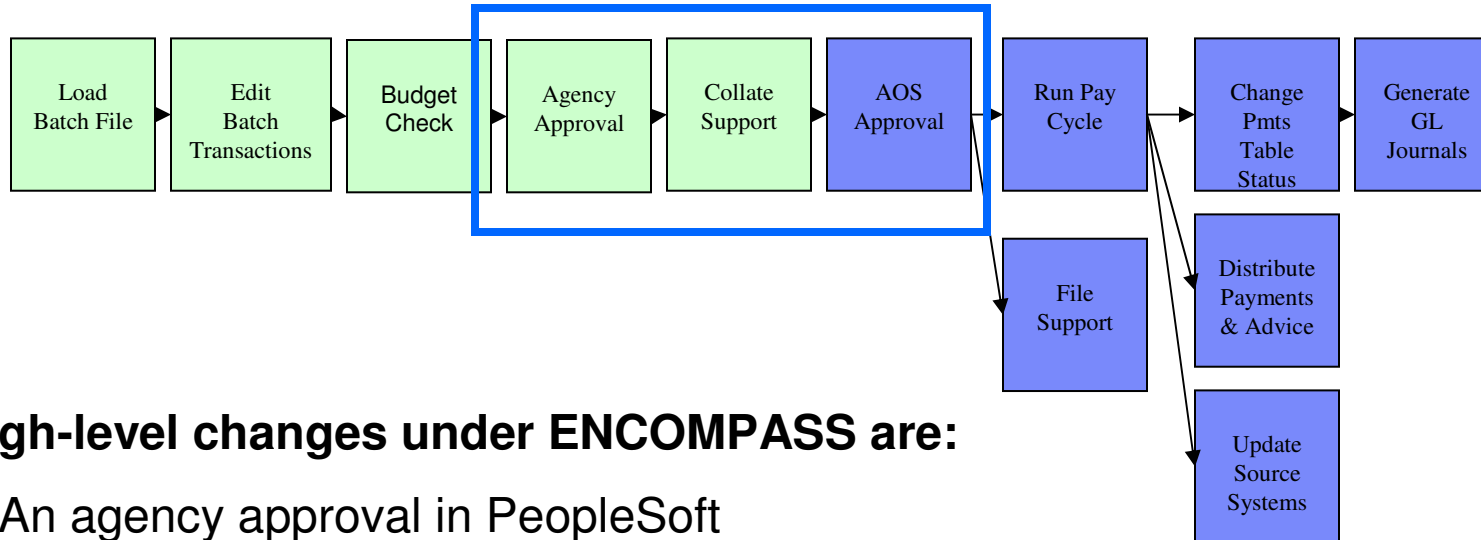 Load
Batch File
Edit
Batch
Transactions
Budget
Check
Agency
Approval
Collate
Support
AOS
Approval
Run Pay
Cycle
Change
Pmts
Table
Status
Generate
GL
Journals
File
Support
Distribute
Payments
& Advice
Update
Source
Systems
gh-level changes under ENCOMPASS are:
An agency approval in PeopleSoft